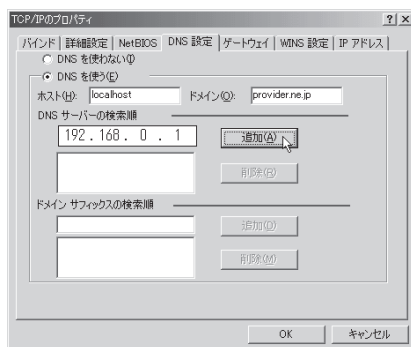 TCP/IPのプロパティ
バインド 詳細設定 NetBIOS DNS 設定 ゲートウェイ WINS 設定 IP アドレス
DNS を使わない(I)
DNS を使う(E)
ホスト(H): localhost ドメイン(O): provider.ne.jp
DNS サーバーの検索順
192.168.0.1 追加(A)
削除(R)
ドメイン サフィックスの検索順
追加(D)
削除(M)
OK キャンセル